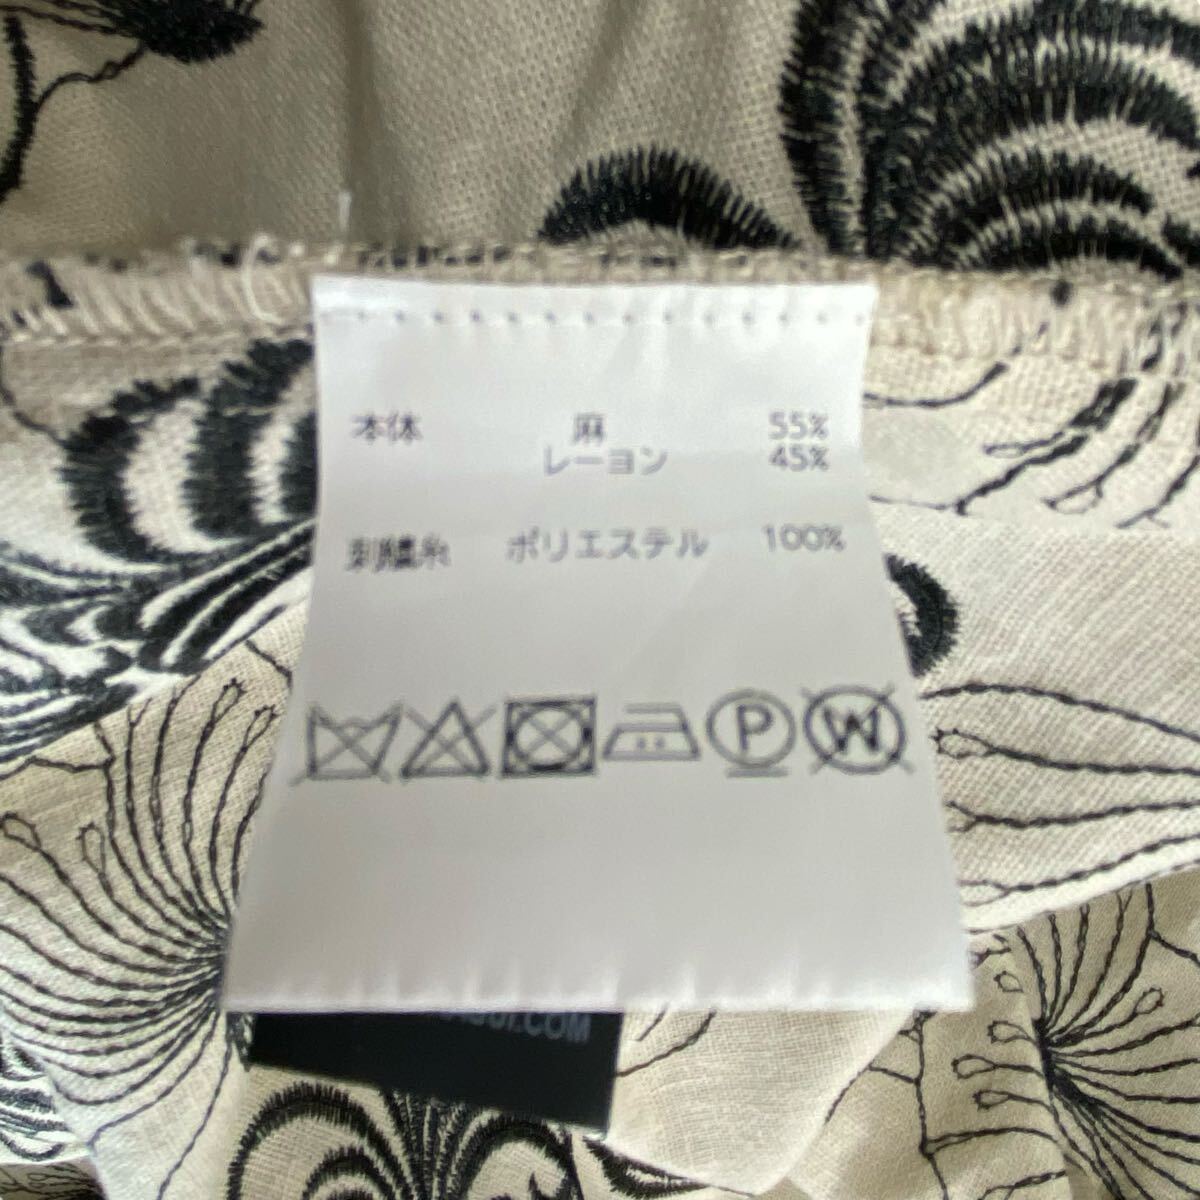 本体 麻 55%
レーヨン 45%
刺繍糸 ポリエステル 100%
P W
.COM